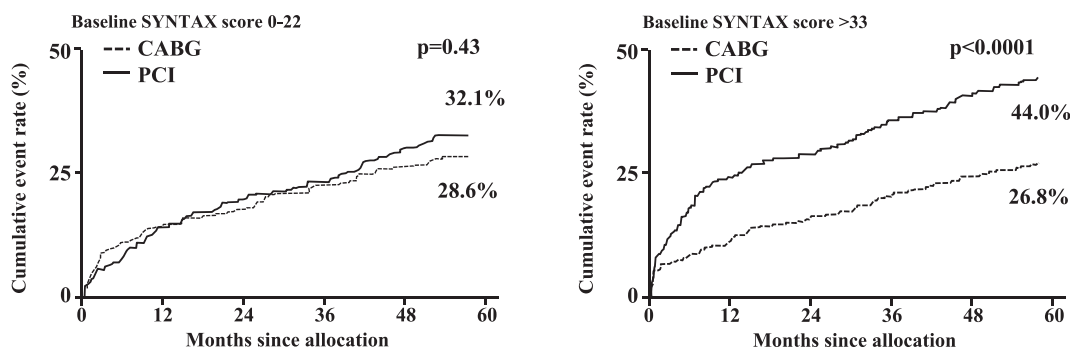 Baseline SYNTAX score 0-22
50
CABG
p=0.43
PCI
32.1%
25
28.6%
0
0 12 24 36 48 60
Months since allocation
Cumulative event rate (%)
Baseline SYNTAX score >33
50
CABG
p<0.0001
PCI
44.0%
25
26.8%
0
0 12 24 36 48 60
Months since allocation
Cumulative event rate (%)